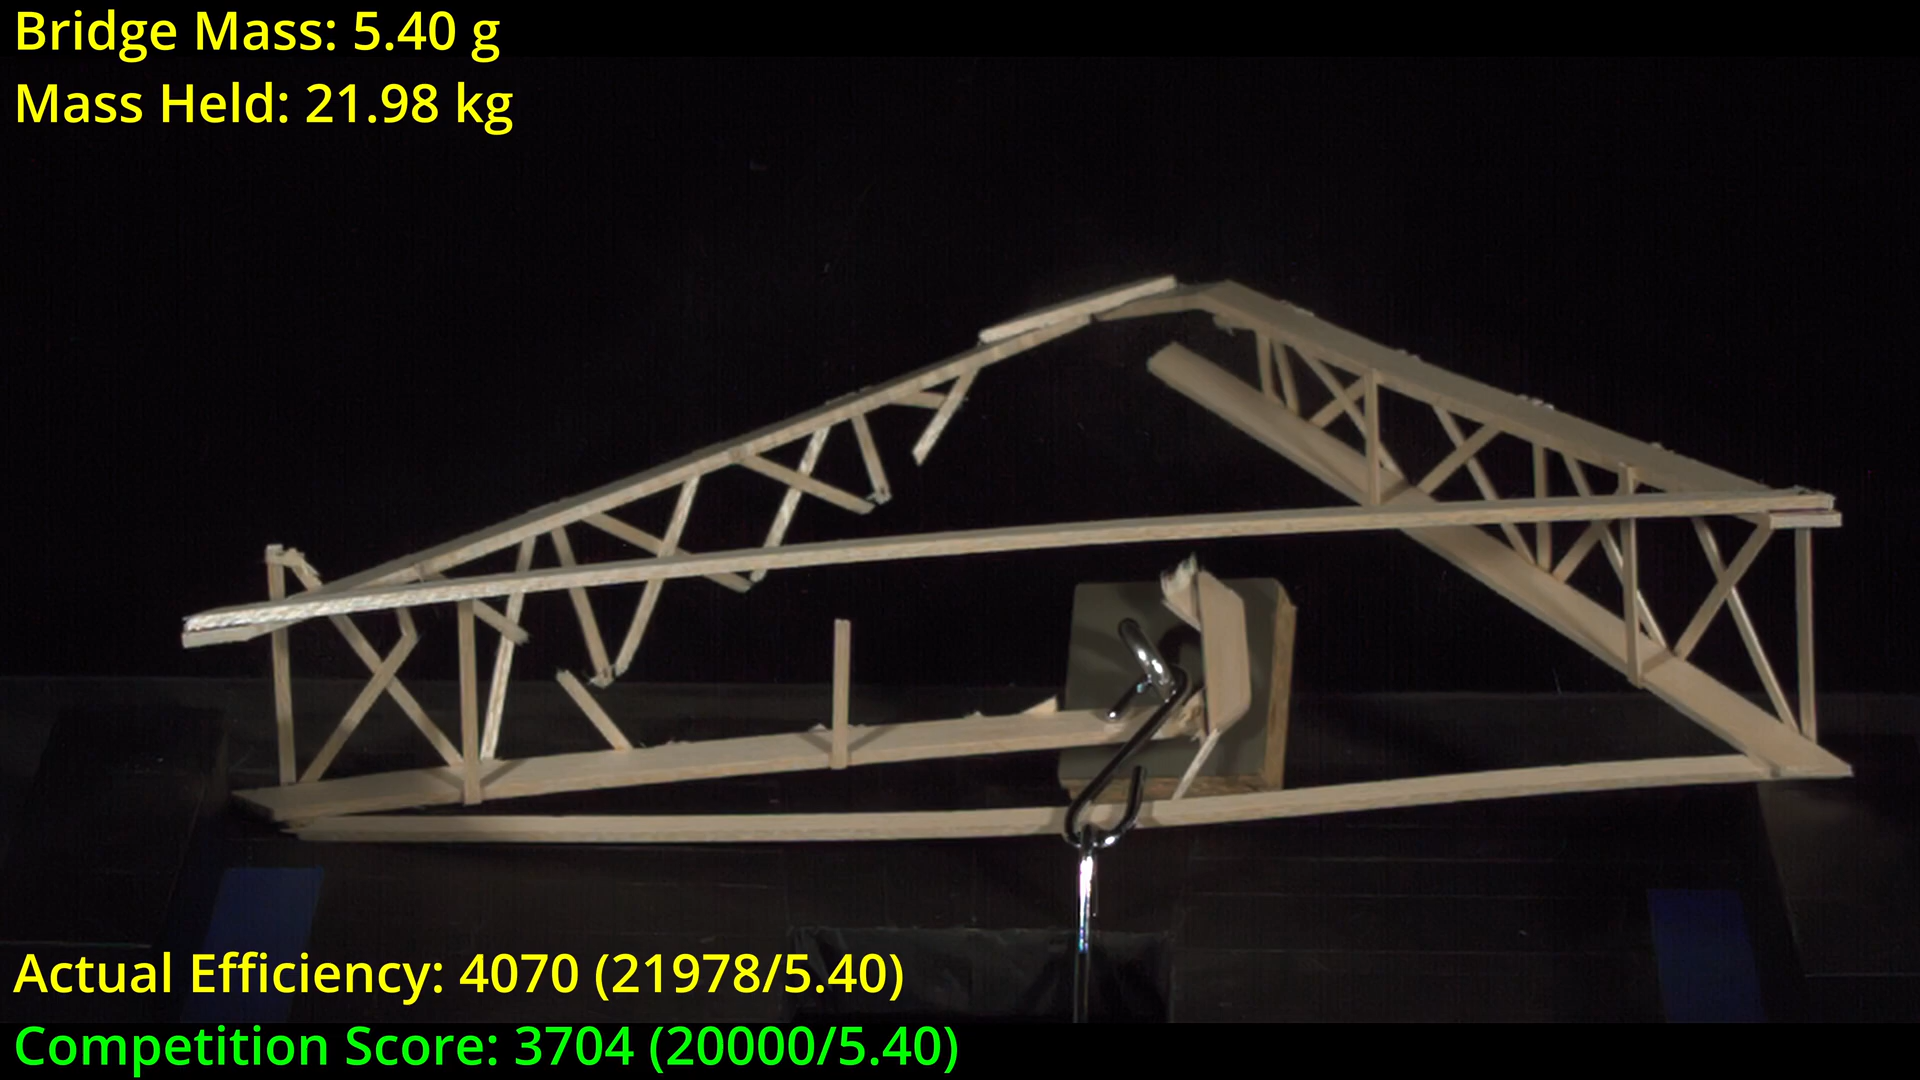 Bridge Mass: 5.40 g
Mass Held: 21.98 kg
Actual Efficiency: 4070 (21978/5.40)
Competition Score: 3704 (20000/5.40)